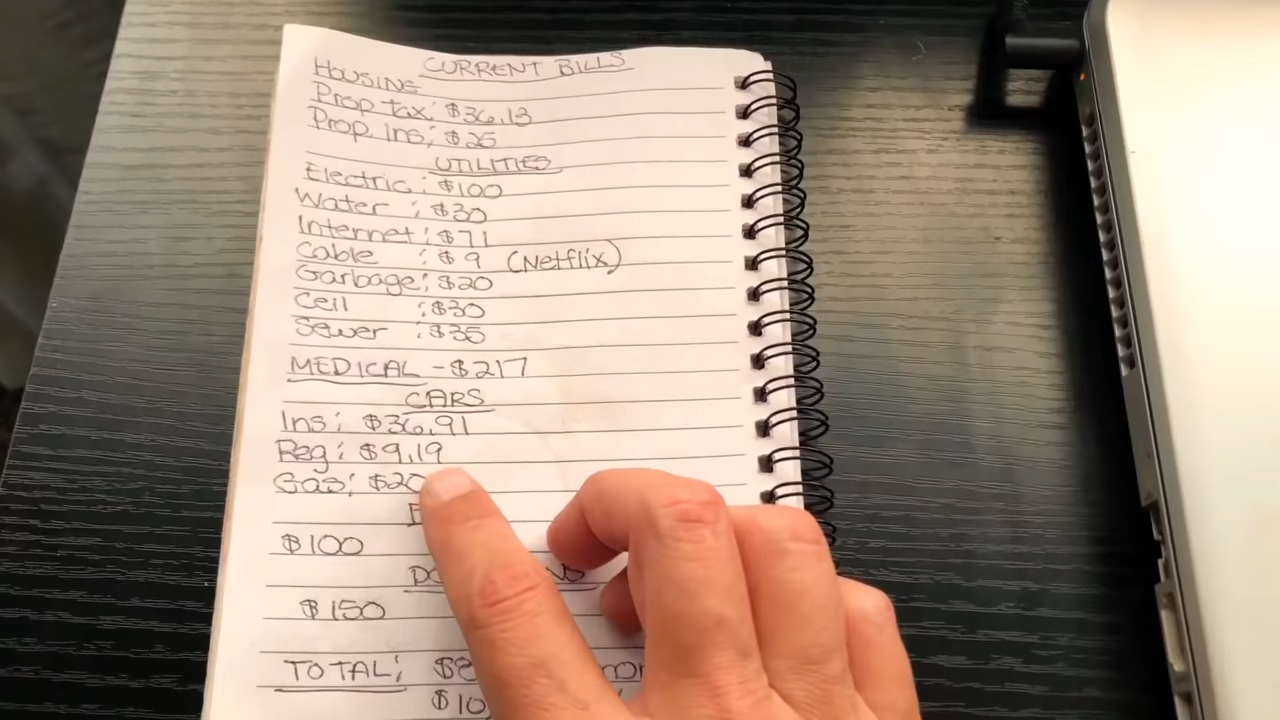 CURRENT BILLS
HOUSING
Prop tax: $36.13
Prop. Ins: $25
UTILITIES
Electric: $100
Water : $30
Internet: $71
Cable : $9 (Netflix)
Garbage: $20
Cell : $30
Sewer : $35
MEDICAL - $217
CARS
Ins: $36.91
Reg: $9.19
Gas: $20
$100
$150
TOTAL: